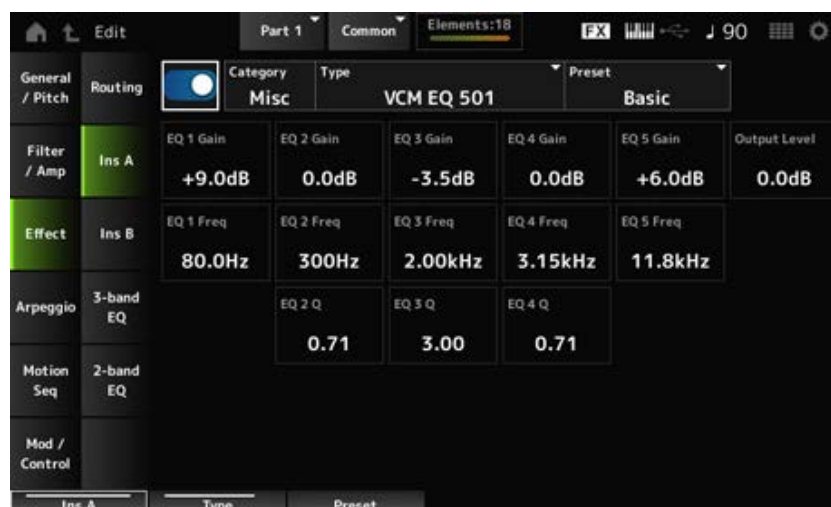 Edit Part 1 Common Elements:18 FX 90
General / Pitch
Routing
Category
Misc
Type
VCM EQ 501
Preset
Basic
Filter / Amp
Ins A
EQ 1 Gain EQ 2 Gain EQ 3 Gain EQ 4 Gain EQ 5 Gain Output Level
+9.0dB 0.0dB -3.5dB 0.0dB +6.0dB 0.0dB
Effect
Ins B
EQ 1 Freq EQ 2 Freq EQ 3 Freq EQ 4 Freq EQ 5 Freq
80.0Hz 300Hz 2.00kHz 3.15kHz 11.8kHz
Arpeggio
3-band EQ
EQ 2 Q EQ 3 Q EQ 4 Q
0.71 3.00 0.71
Motion Seq
2-band EQ
Mod / Control
Ins A Type Preset